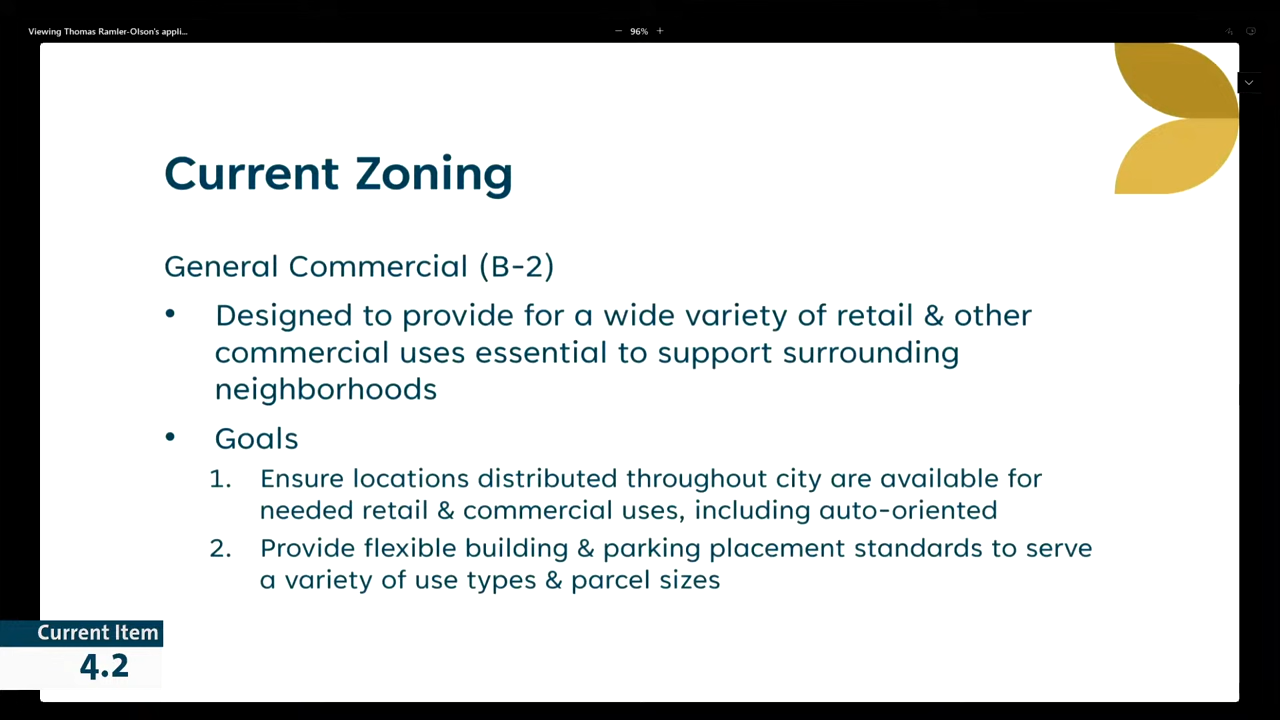 Viewing Thomas Ramler-Olson's appli...
− 96% +
Current Zoning
General Commercial (B-2)
• Designed to provide for a wide variety of retail & other
commercial uses essential to support surrounding
neighborhoods
• Goals
1. Ensure locations distributed throughout city are available for
needed retail & commercial uses, including auto-oriented
2. Provide flexible building & parking placement standards to serve
a variety of use types & parcel sizes
Current Item
4.2